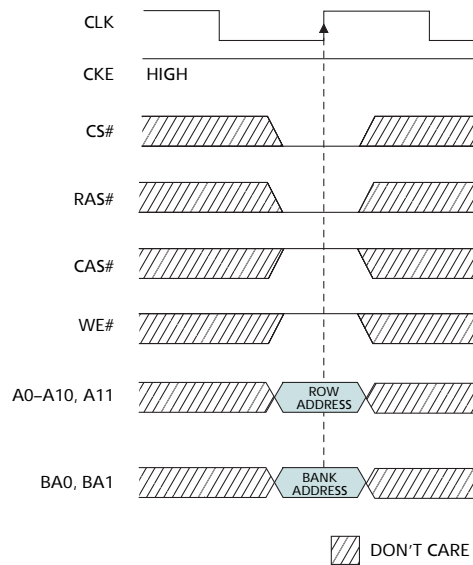 CLK
CKE HIGH
CS#
RAS#
CAS#
WE#
A0–A10, A11 ROW
ADDRESS
BA0, BA1 BANK
ADDRESS
DON'T CARE